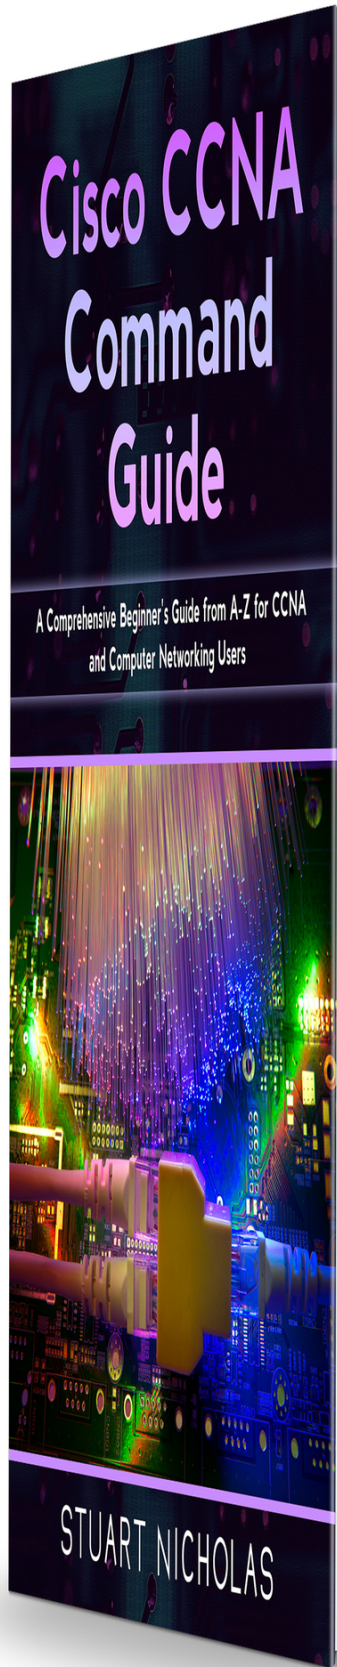 Cisco CCNA
Command
Guide
A Comprehensive Beginner's Guide from A-Z for CCNA
and Computer Networking Users
STUART NICHOLAS